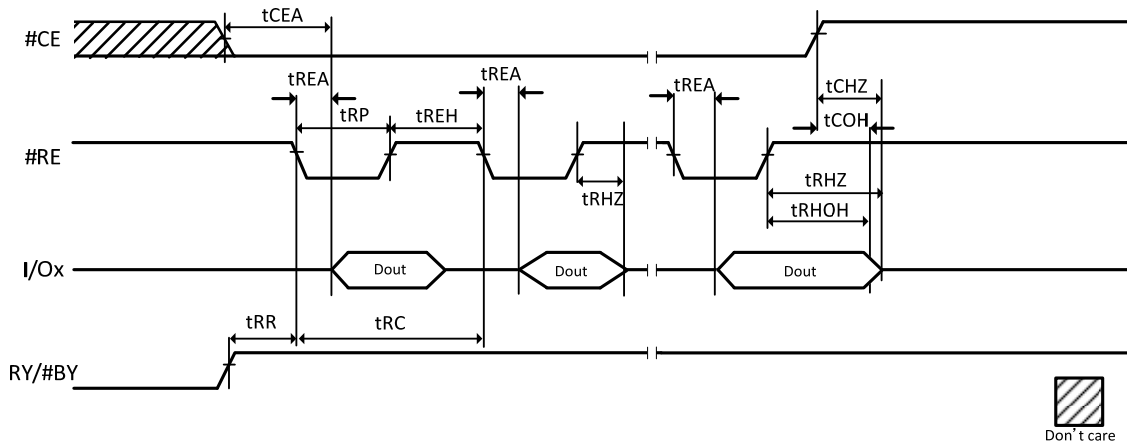 tCEA
#CE
tREA
tREA
tREA
tCHZ
tRP
tREH
tCOH
#RE
tRHZ
tRHZ
tRHOH
I/Ox
Dout
Dout
Dout
tRR
tRC
RY/#BY
Don't care